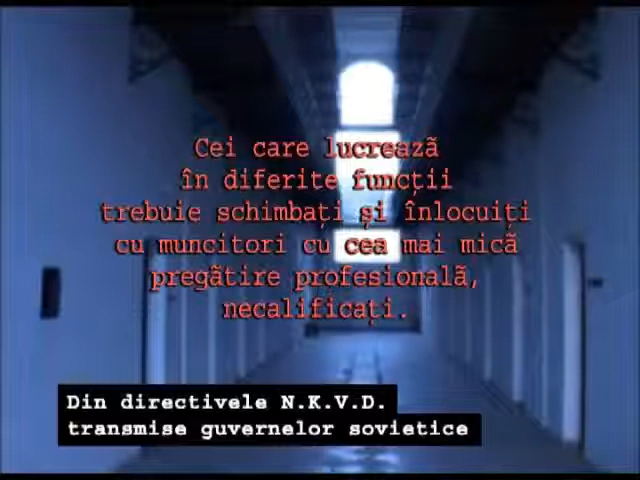 Cei care lucrează
în diferite funcții
trebuie schimbați și înlocuiți
cu muncitori cu cea mai mică
pregătire profesională,
necalificați.
Din directivele N.K.V.D.
transmise guvernelor sovietice